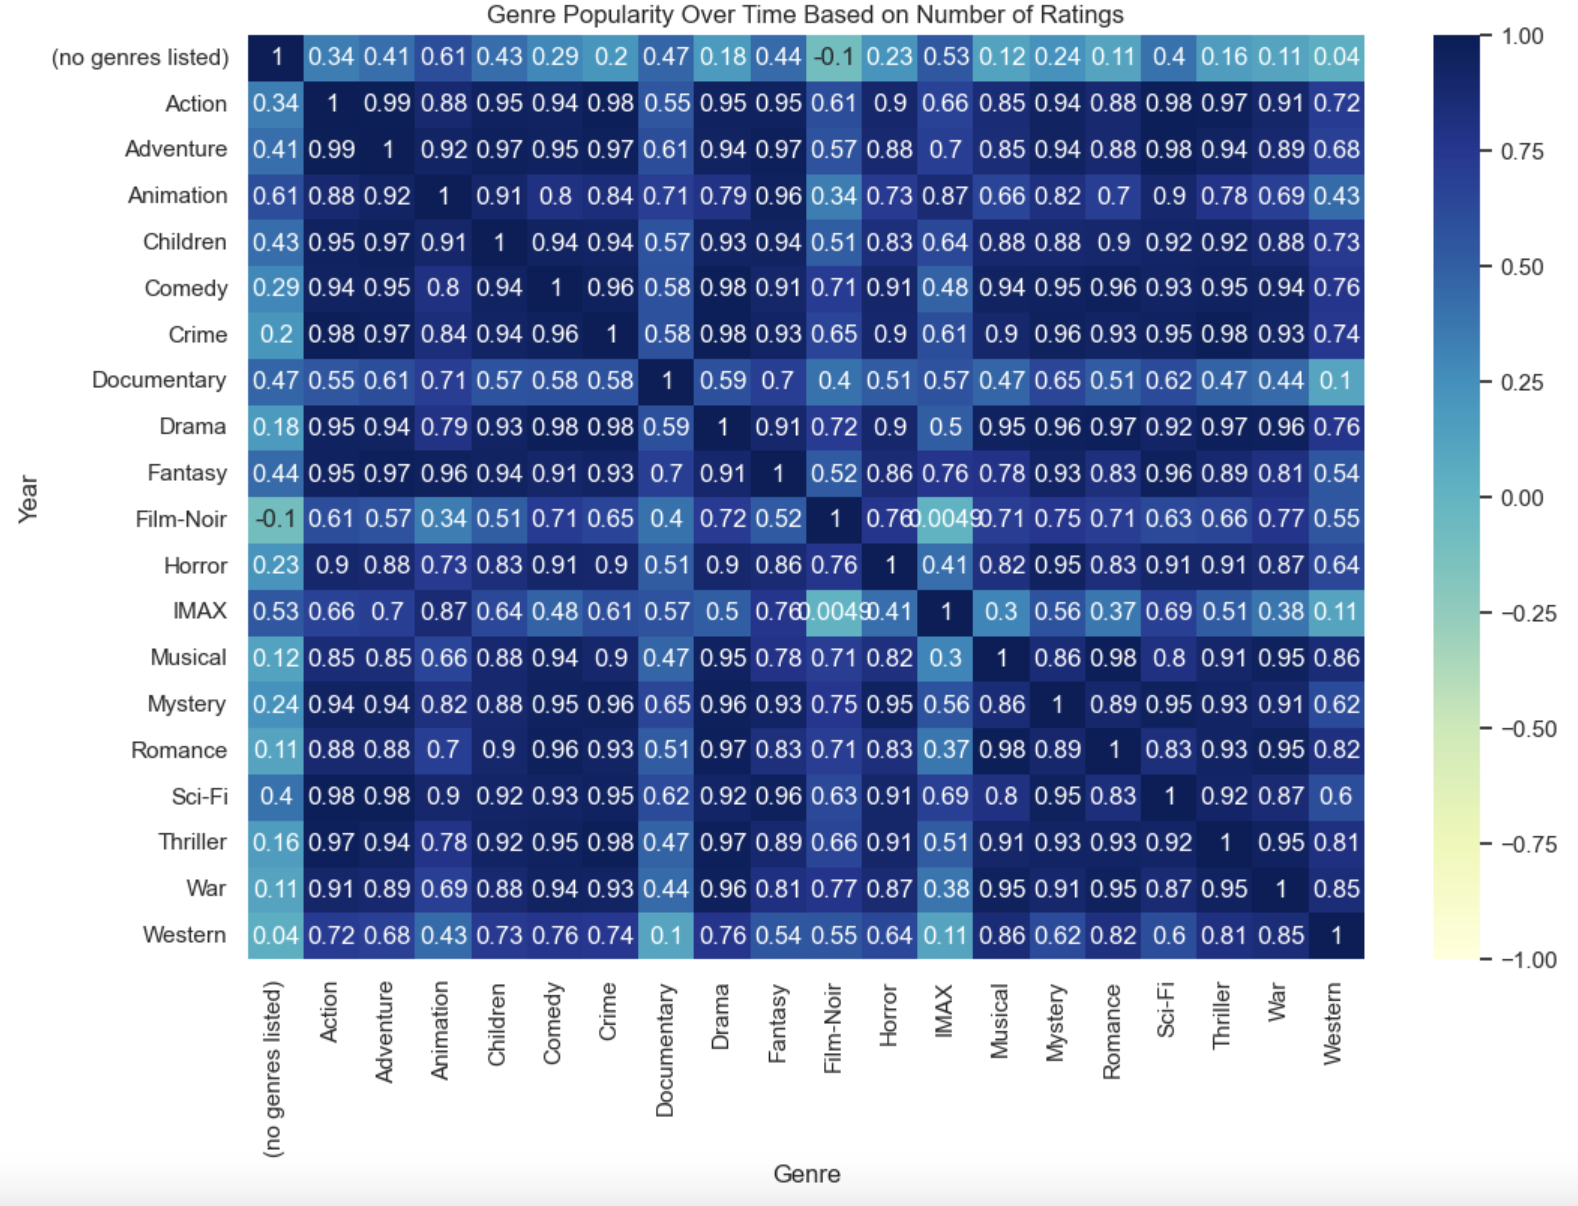 Genre Popularity Over Time Based on Number of Ratings
(no genres listed) 1 0.34 0.41 0.61 0.43 0.29 0.2 0.47 0.18 0.44 -0.1 0.23 0.53 0.12 0.24 0.11 0.4 0.16 0.11 0.04
Action 0.34 1 0.99 0.88 0.95 0.94 0.98 0.55 0.95 0.95 0.61 0.9 0.66 0.85 0.94 0.88 0.98 0.97 0.91 0.72
Adventure 0.41 0.99 1 0.92 0.97 0.95 0.97 0.61 0.94 0.97 0.57 0.88 0.7 0.85 0.94 0.88 0.98 0.94 0.89 0.68
Animation 0.61 0.88 0.92 1 0.91 0.8 0.84 0.71 0.79 0.96 0.34 0.73 0.87 0.66 0.82 0.7 0.9 0.78 0.69 0.43
Children 0.43 0.95 0.97 0.91 1 0.94 0.94 0.57 0.93 0.94 0.51 0.83 0.64 0.88 0.88 0.9 0.92 0.92 0.88 0.73
Comedy 0.29 0.94 0.95 0.8 0.94 1 0.96 0.58 0.98 0.91 0.71 0.91 0.48 0.94 0.95 0.96 0.93 0.95 0.94 0.76
Crime 0.2 0.98 0.97 0.84 0.94 0.96 1 0.58 0.98 0.93 0.65 0.9 0.61 0.9 0.96 0.93 0.95 0.98 0.93 0.74
Documentary 0.47 0.55 0.61 0.71 0.57 0.58 0.58 1 0.59 0.7 0.4 0.51 0.57 0.47 0.65 0.51 0.62 0.47 0.44 0.1
Drama 0.18 0.95 0.94 0.79 0.93 0.98 0.98 0.59 1 0.91 0.72 0.9 0.5 0.95 0.96 0.97 0.92 0.97 0.96 0.76
Fantasy 0.44 0.95 0.97 0.96 0.94 0.91 0.93 0.7 0.91 1 0.52 0.86 0.76 0.78 0.93 0.83 0.96 0.89 0.81 0.54
Film-Noir -0.1 0.61 0.57 0.34 0.51 0.71 0.65 0.4 0.72 0.52 1 0.76 0.0049 0.71 0.75 0.71 0.63 0.66 0.77 0.55
Horror 0.23 0.9 0.88 0.73 0.83 0.91 0.9 0.51 0.9 0.86 0.76 1 0.41 0.82 0.95 0.83 0.91 0.91 0.87 0.64
IMAX 0.53 0.66 0.7 0.87 0.64 0.48 0.61 0.57 0.5 0.76 0.0049 0.41 1 0.3 0.56 0.37 0.69 0.51 0.38 0.11
Musical 0.12 0.85 0.85 0.66 0.88 0.94 0.9 0.47 0.95 0.78 0.71 0.82 0.3 1 0.86 0.98 0.8 0.91 0.95 0.86
Mystery 0.24 0.94 0.94 0.82 0.88 0.95 0.96 0.65 0.96 0.93 0.75 0.95 0.56 0.86 1 0.89 0.95 0.93 0.91 0.62
Romance 0.11 0.88 0.88 0.7 0.9 0.96 0.93 0.51 0.97 0.83 0.71 0.83 0.37 0.98 0.89 1 0.83 0.93 0.95 0.82
Sci-Fi 0.4 0.98 0.98 0.9 0.92 0.93 0.95 0.62 0.92 0.96 0.63 0.91 0.69 0.8 0.95 0.83 1 0.92 0.87 0.6
Thriller 0.16 0.97 0.94 0.78 0.92 0.95 0.98 0.47 0.97 0.89 0.66 0.91 0.51 0.91 0.93 0.93 0.92 1 0.95 0.81
War 0.11 0.91 0.89 0.69 0.88 0.94 0.93 0.44 0.96 0.81 0.77 0.87 0.38 0.95 0.91 0.95 0.87 0.95 1 0.85
Western 0.04 0.72 0.68 0.43 0.73 0.76 0.74 0.1 0.76 0.54 0.55 0.64 0.11 0.86 0.62 0.82 0.6 0.81 0.85 1
Year
(no genres listed)
Action
Adventure
Animation
Children
Comedy
Crime
Documentary
Drama
Fantasy
Film-Noir
Horror
IMAX
Musical
Mystery
Romance
Sci-Fi
Thriller
War
Western
Genre
1.00
0.75
0.50
0.25
0.00
−0.25
−0.50
−0.75
−1.00